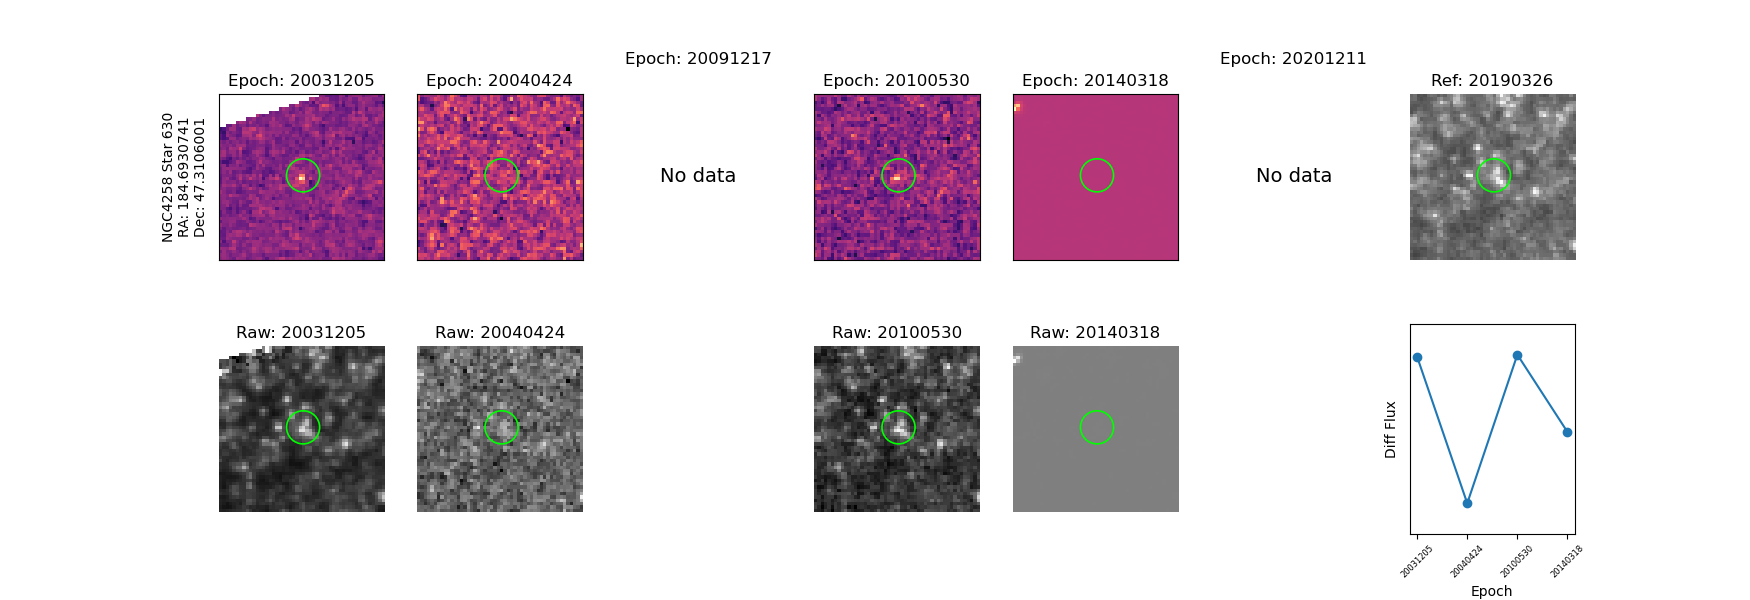 Epoch: 20031205
Epoch: 20040424
Epoch: 20091217
Epoch: 20100530
Epoch: 20140318
Epoch: 20201211
Ref: 20190326
NGC4258 Star 630
RA: 184.6930741
Dec: 47.3106001
No data
No data
Raw: 20031205
Raw: 20040424
Raw: 20100530
Raw: 20140318
Diff Flux
20031205
20040424
20100530
20140318
Epoch